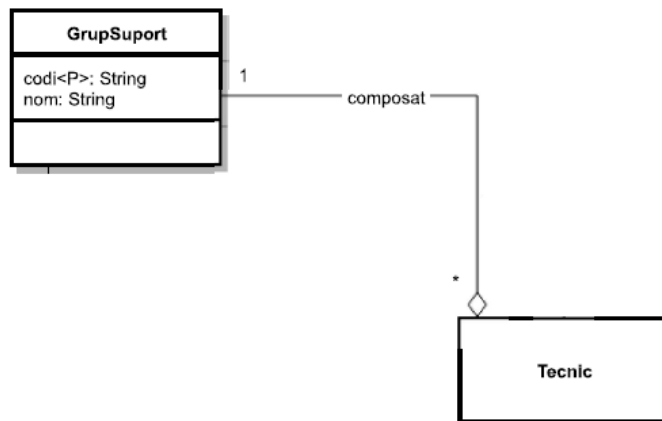 GrupSuport
codi<P>: String
nom: String
1
composat
*
Tecnic